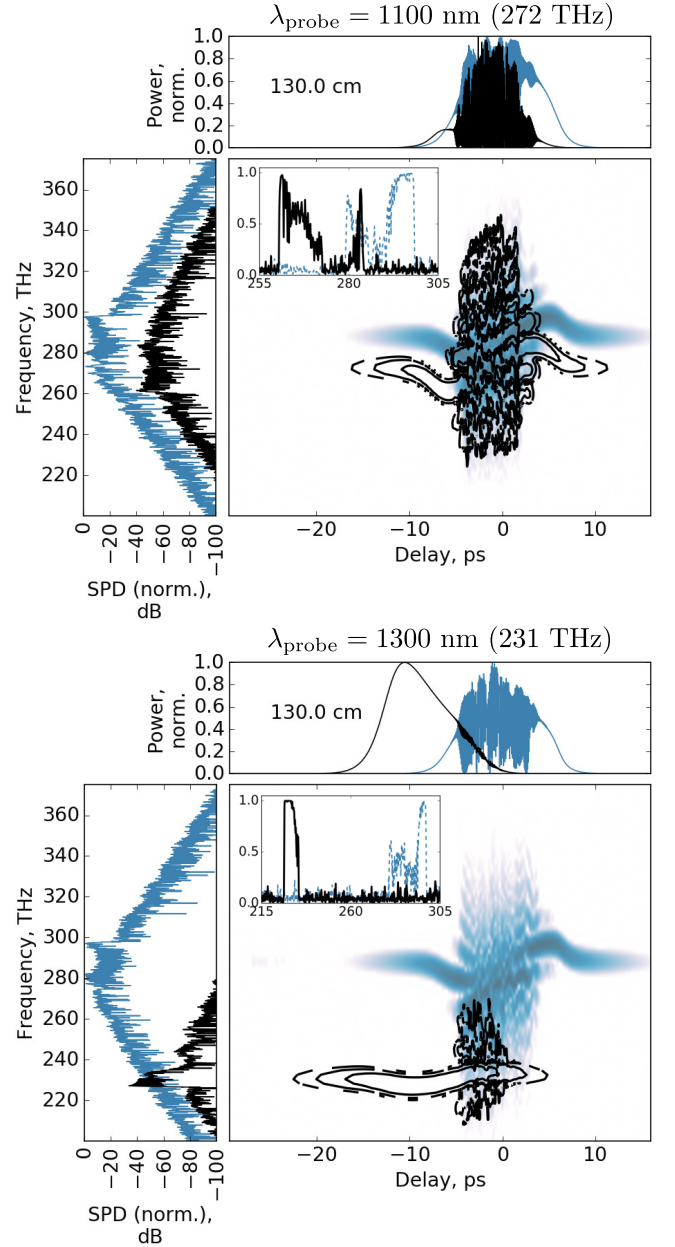 λprobe = 1100 nm (272 THz)
Power, norm.
1.0
0.8
0.6
0.4
0.2
0.0
130.0 cm
Frequency, THz
360
340
320
300
280
260
240
220
1.0
0.5
0.0
255 280 305
0 −20 −40 −60 −80 −100
SPD (norm.),
dB
−20 −10 0 10
Delay, ps
λprobe = 1300 nm (231 THz)
Power, norm.
1.0
0.8
0.6
0.4
0.2
0.0
130.0 cm
Frequency, THz
360
340
320
300
280
260
240
220
1.0
0.5
0.0
215 260 305
0 −20 −40 −60 −80 −100
SPD (norm.),
dB
−20 −10 0 10
Delay, ps